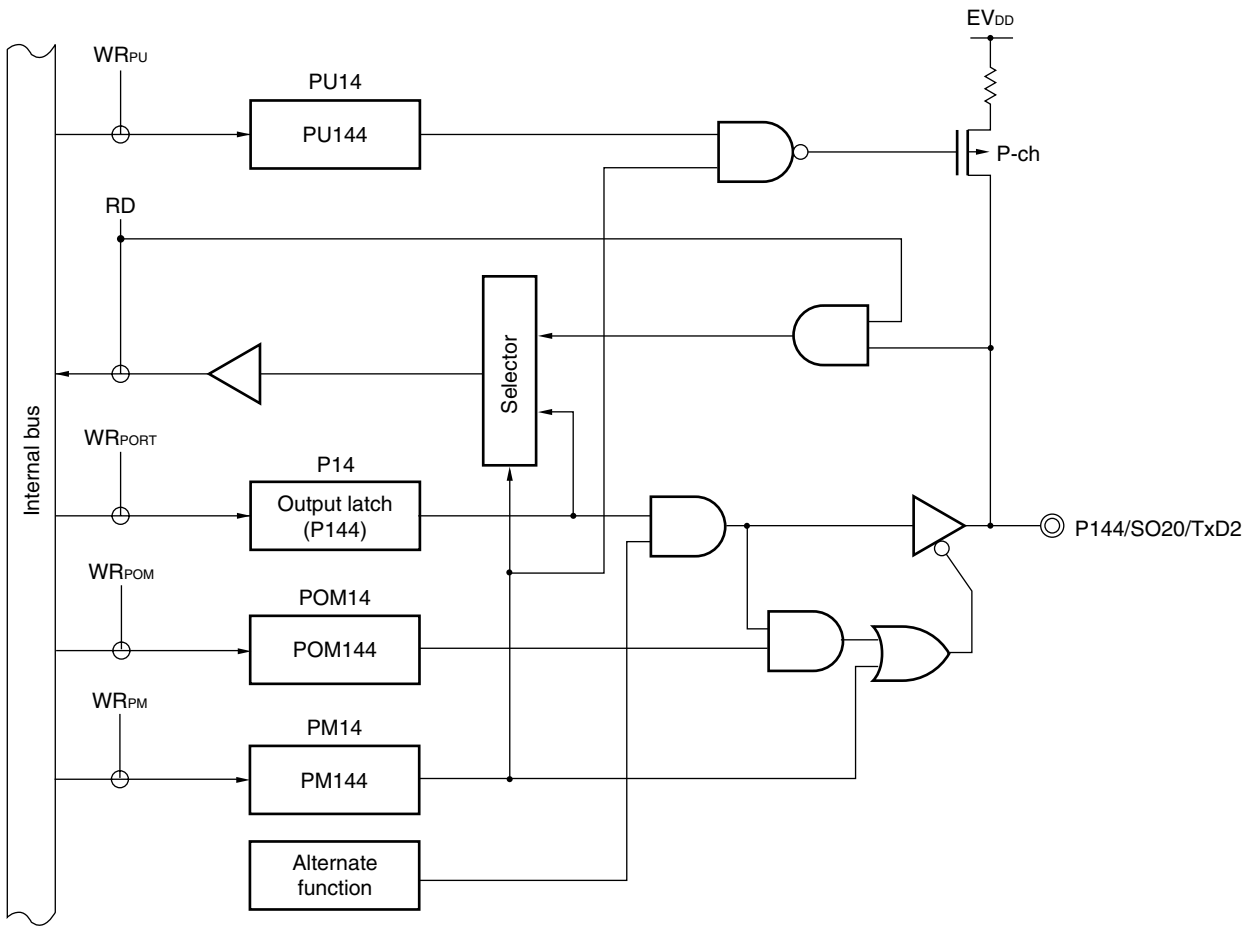 EVDD
WRPU
PU14
PU144
P-ch
RD
Selector
Internal bus
WRPORT
P14
Output latch
(P144)
P144/SO20/TxD2
WRPOM
POM14
POM144
WRPM
PM14
PM144
Alternate
function